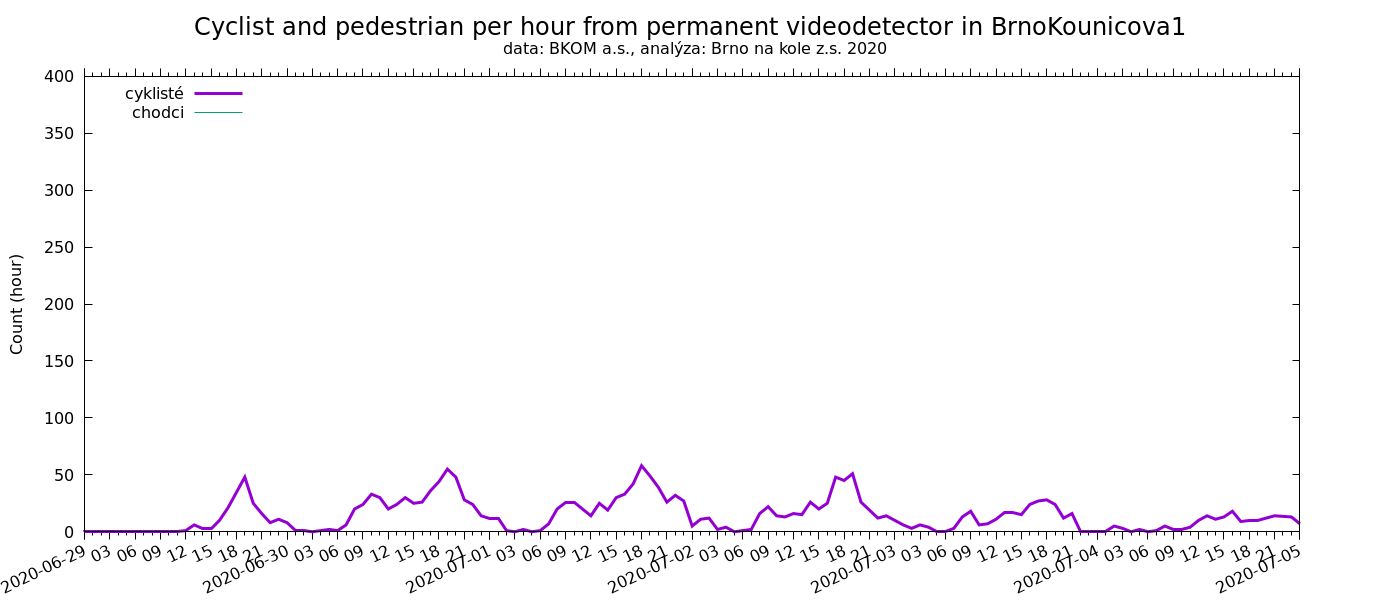 Cyclist and pedestrian per hour from permanent videodetector in BrnoKounicova1
data: BKOM a.s., analýza: Brno na kole z.s. 2020
cyklisté
chodci
Count (hour)
400
350
300
250
200
150
100
50
0
2020-06-29 03 06 09 12 15 18 21 2020-06-30 03 06 09 12 15 18 21 2020-07-01 03 06 09 12 15 18 21 2020-07-02 03 06 09 12 15 18 21 2020-07-03 03 06 09 12 15 18 21 2020-07-04 03 06 09 12 15 18 21 2020-07-05